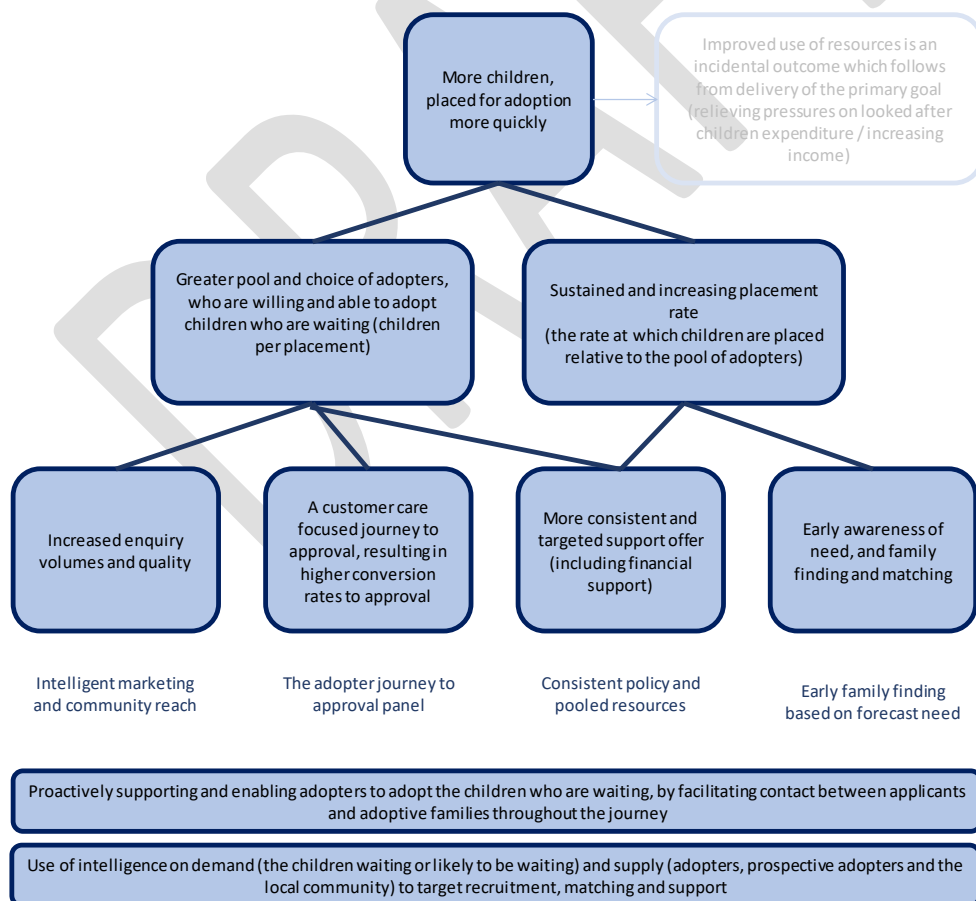 More children,
placed for adoption
more quickly
Improved use of resources is an
incidental outcome which follows
from delivery of the primary goal
(relieving pressures on looked after
children expenditure / increasing
income)
Greater pool and choice of adopters,
who are willing and able to adopt
children who are waiting (children
per placement)
Sustained and increasing placement
rate
(the rate at which children are placed
relative to the pool of adopters)
Increased enquiry
volumes and quality
A customer care
focused journey to
approval, resulting in
higher conversion
rates to approval
More consistent and
targeted support offer
(including financial
support)
Early awareness of
need, and family
finding and matching
Intelligent marketing
and community reach
The adopter journey to
approval panel
Consistent policy and
pooled resources
Early family finding
based on forecast need
Proactively supporting and enabling adopters to adopt the children who are waiting, by facilitating contact between applicants
and adoptive families throughout the journey
Use of intelligence on demand (the children waiting or likely to be waiting) and supply (adopters, prospective adopters and the
local community) to target recruitment, matching and support